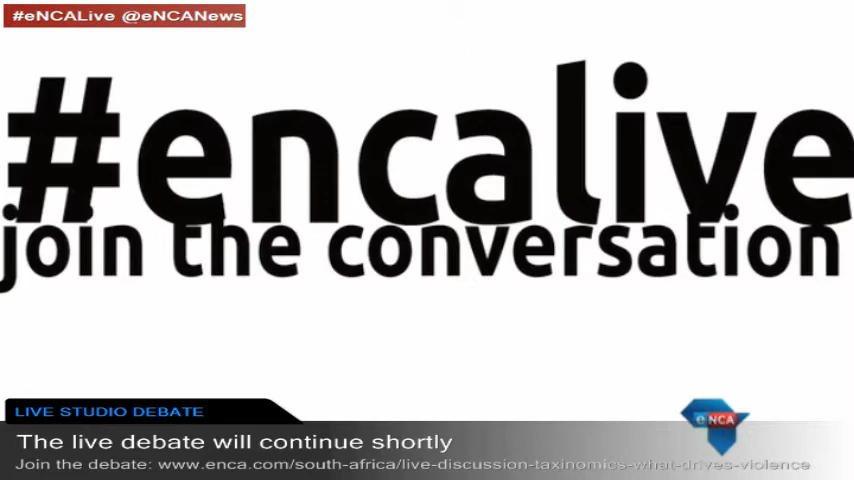 #eNCALive @eNCANews
#encalive
join the conversation
LIVE STUDIO DEBATE
eNCA
The live debate will continue shortly
Join the debate: www.enca.com/south-africa/live-discussion-taxinomics-what-drives-violence